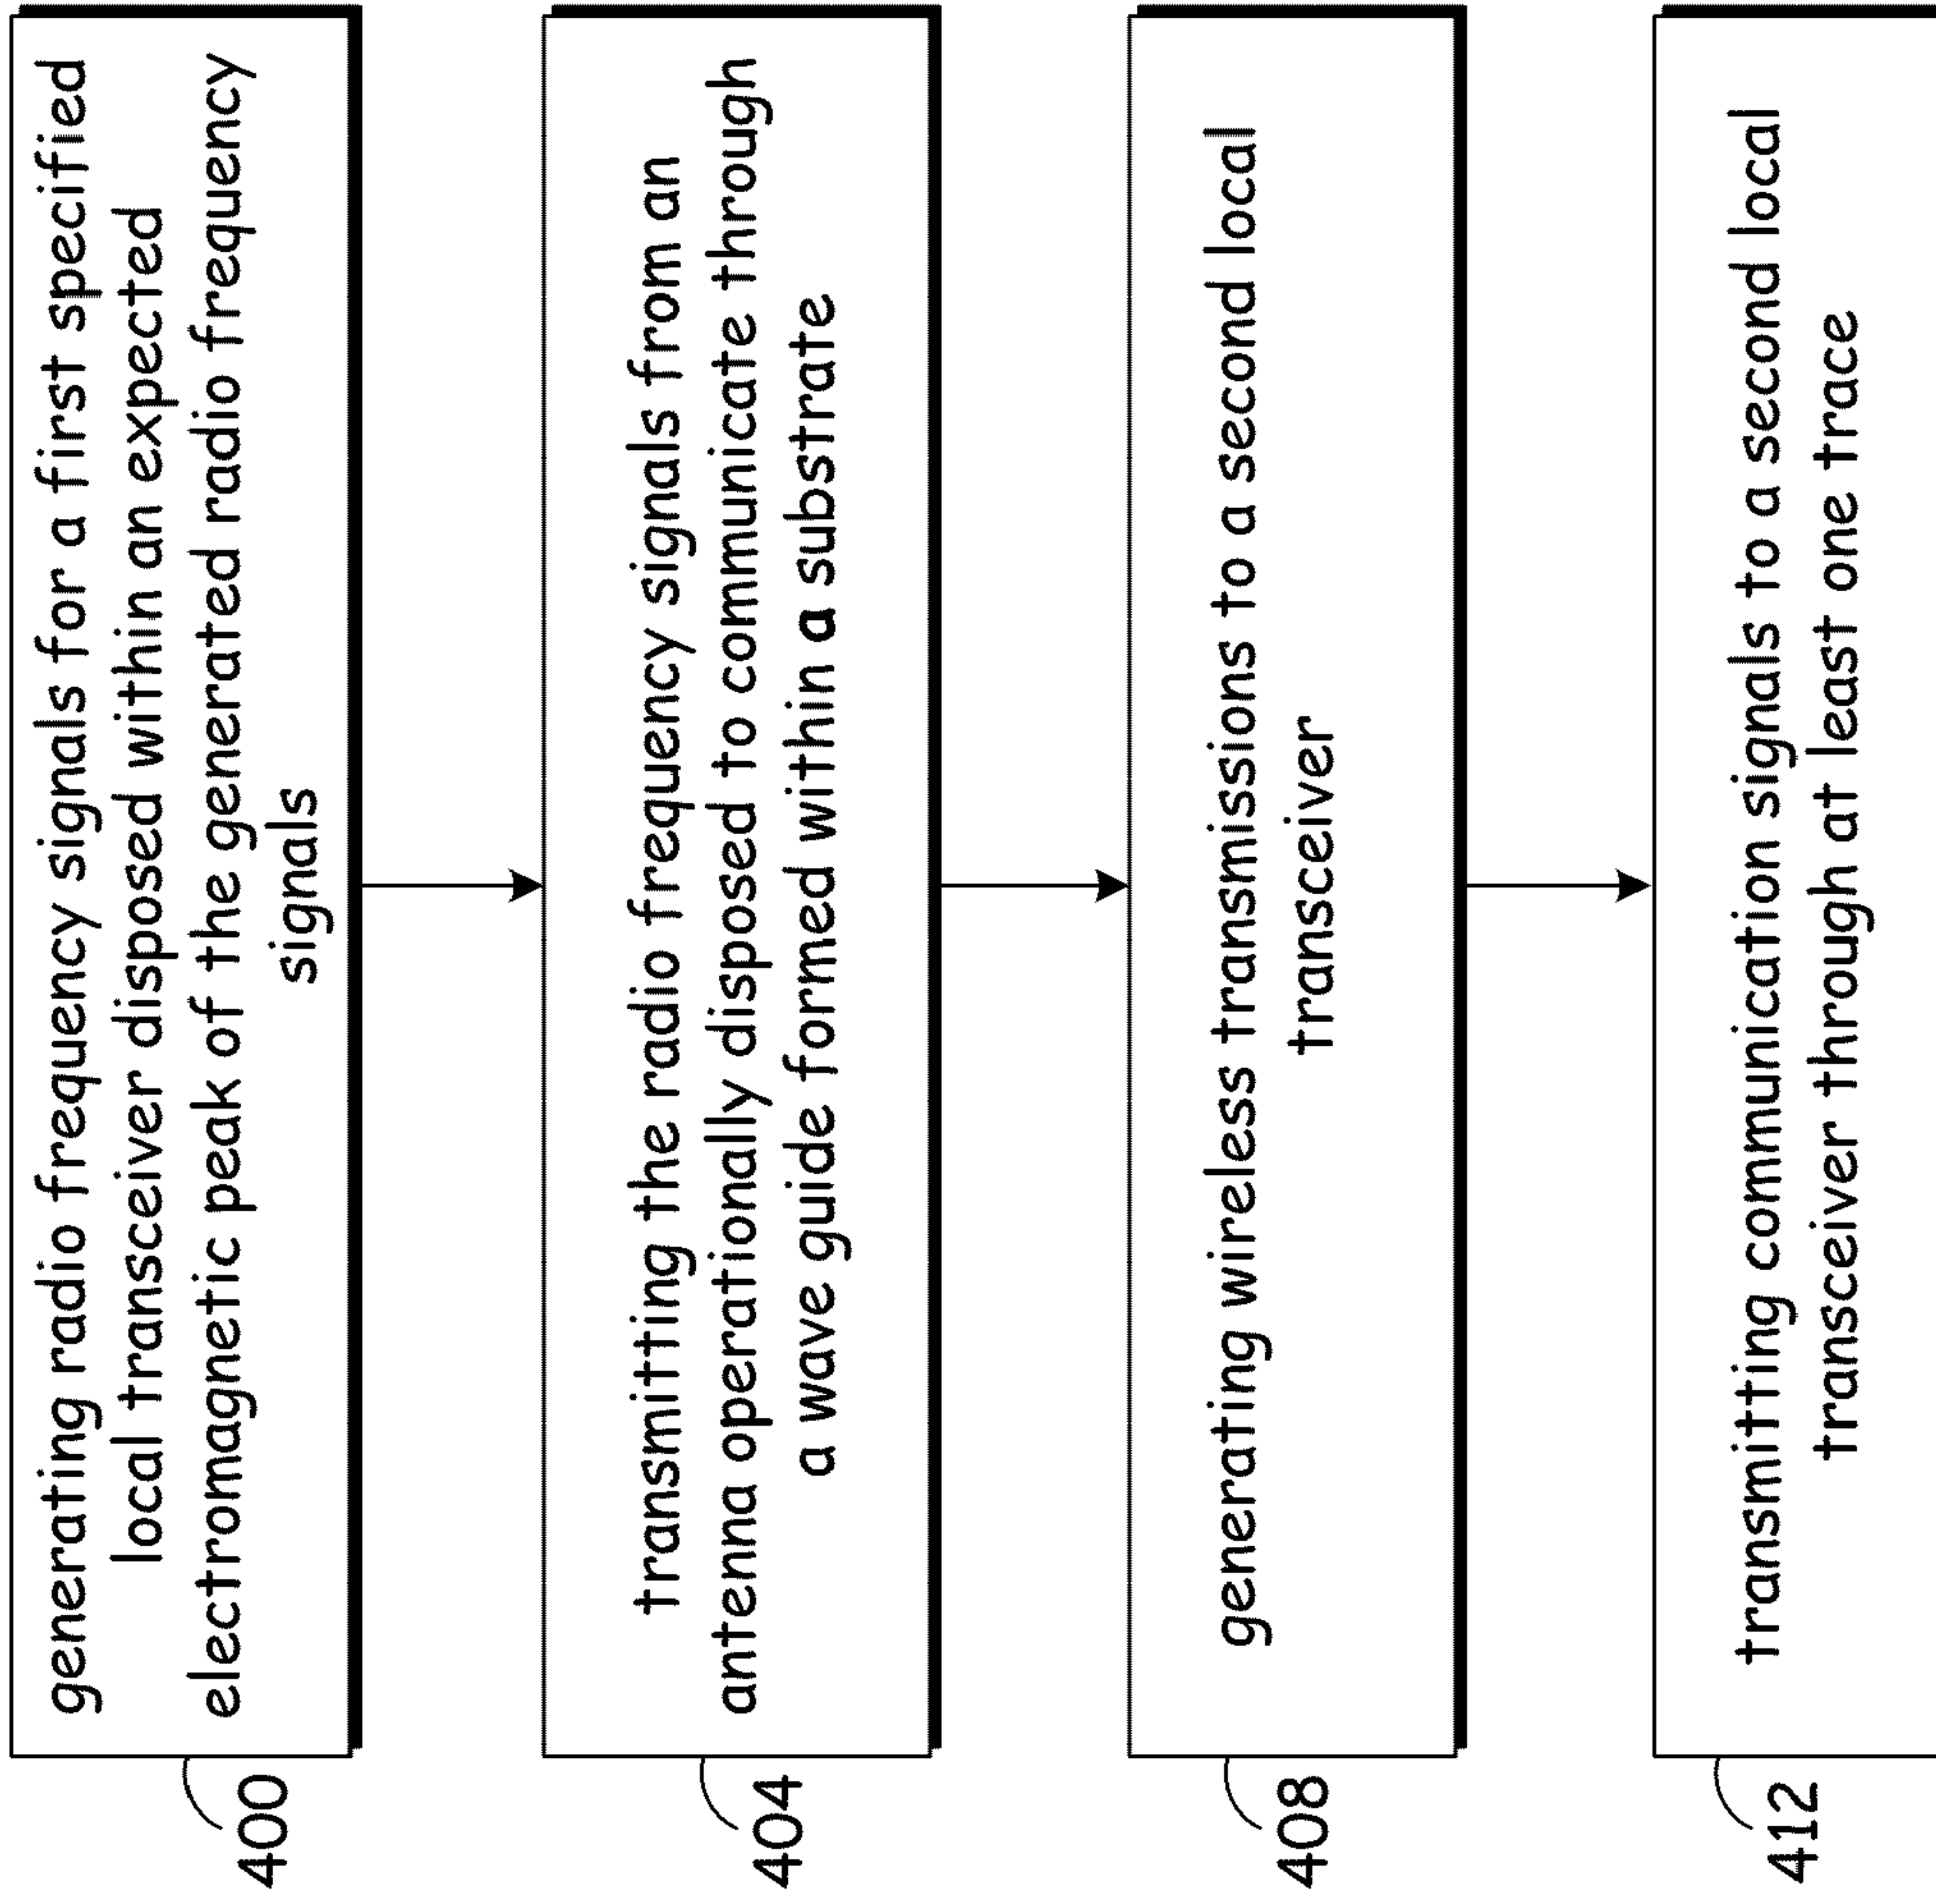 generating radio frequency signals for a first specified
local transceiver disposed within an expected
electromagnetic peak of the generated radio frequency
signals
400
transmitting the radio frequency signals from an
antenna operationally disposed to communicate through
a wave guide formed within a substrate
404
generating wireless transmissions to a second local
transceiver
408
transmitting communication signals to a second local
transceiver through at least one trace
412